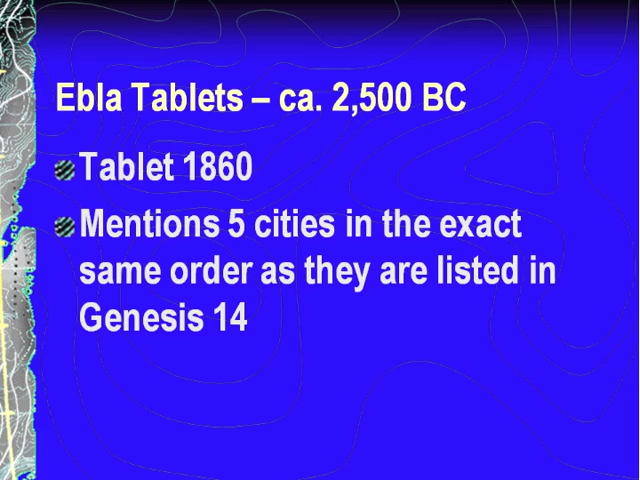 Ebla Tablets – ca. 2,500 BC
Tablet 1860
Mentions 5 cities in the exact
same order as they are listed in
Genesis 14